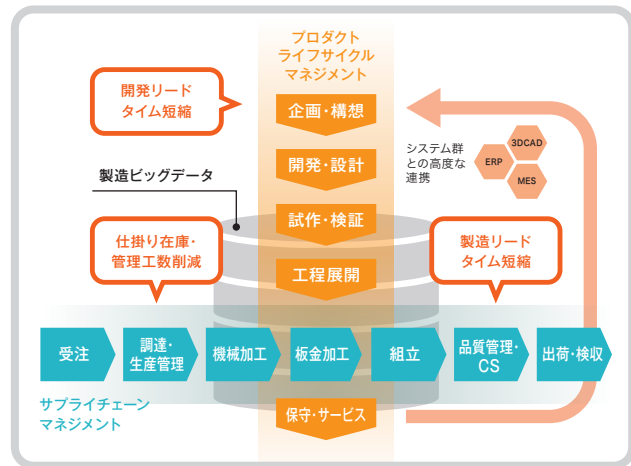 プロダクト
ライフサイクル
マネジメント
開発リード
タイム短縮
企画・構想
システム群
との高度な
連携
3DCAD
ERP
MES
開発・設計
製造ビッグデータ
試作・検証
仕掛り在庫・
管理工数削減
製造リード
タイム短縮
工程展開
受注
調達・
生産管理
機械加工
板金加工
組立
品質管理・
CS
出荷・検収
サプライチェーン
マネジメント
保守・サービス